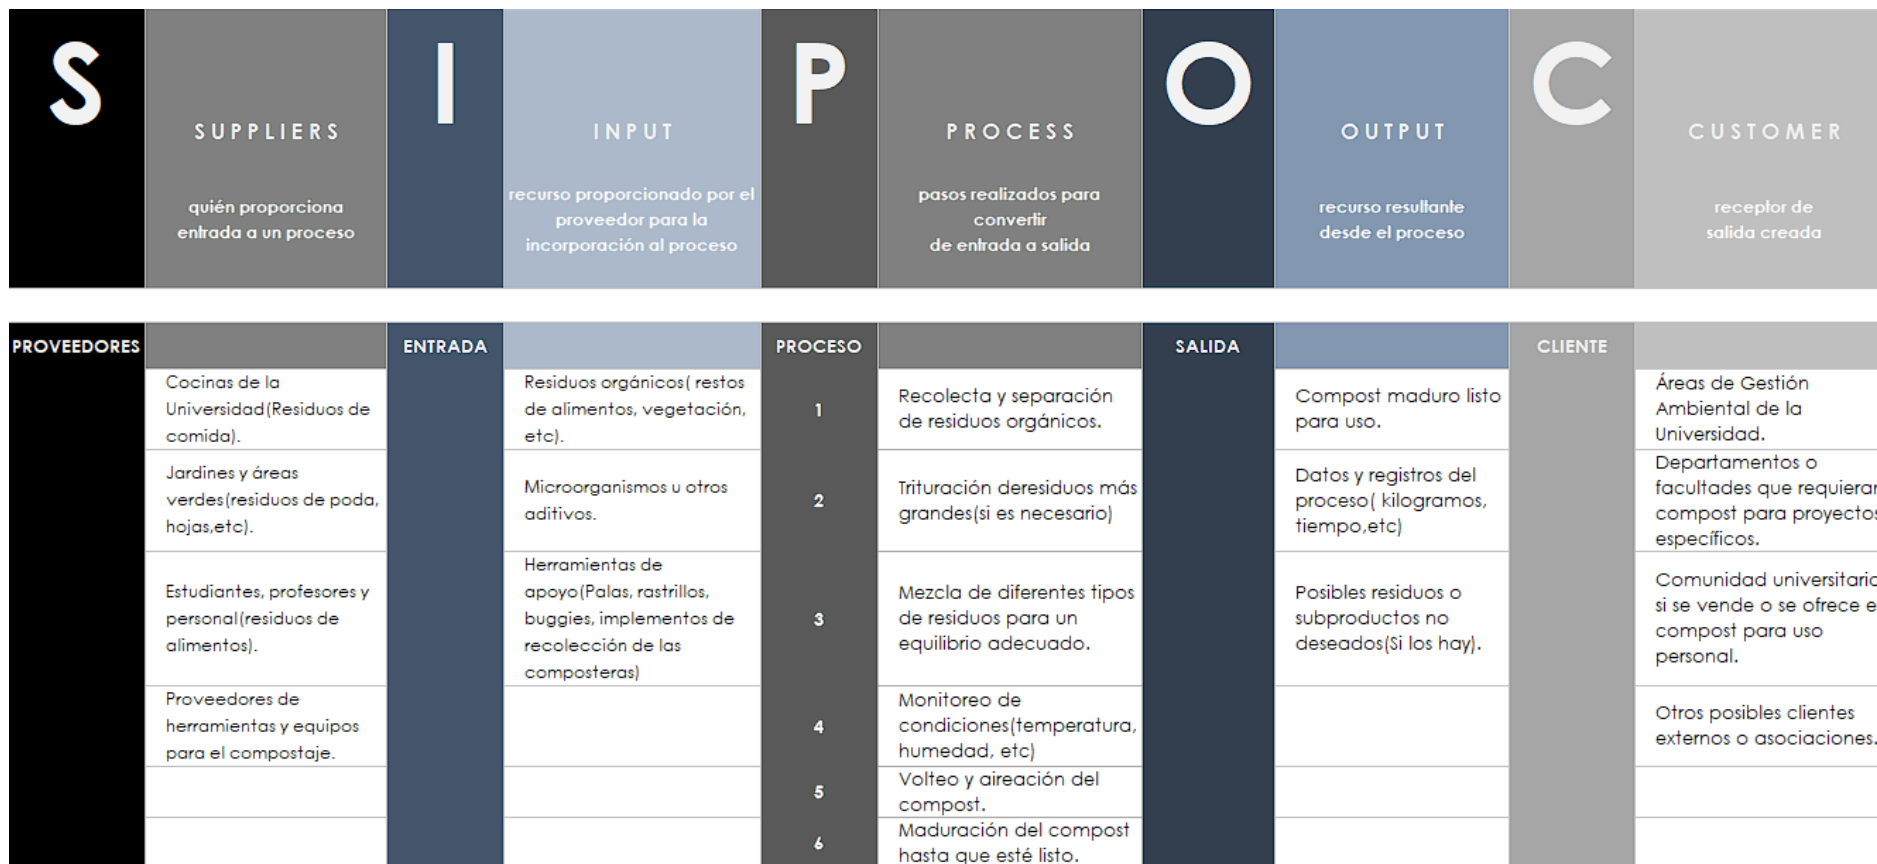 S
SUPPLIERS
quién proporciona
entrada a un proceso
I
INPUT
recurso proporcionado por el
proveedor para la
incorporación al proceso
P
PROCESS
pasos realizados para
convertir
de entrada a salida
O
OUTPUT
recurso resultante
desde el proceso
C
CUSTOMER
receptor de
salida creada
PROVEEDORES
ENTRADA
PROCESO
SALIDA
CLIENTE
Cocinas de la
Universidad(Residuos de
comida).
Residuos orgánicos( restos
de alimentos, vegetación,
etc).
1
Recolecta y separación
de residuos orgánicos.
Compost maduro listo
para uso.
Áreas de Gestión
Ambiental de la
Universidad.
Jardines y áreas
verdes(residuos de poda,
hojas,etc).
Microorganismos u otros
aditivos.
2
Trituración deresiduos más
grandes(si es necesario)
Datos y registros del
proceso( kilogramos,
tiempo,etc)
Departamentos o
facultades que requieran
compost para proyectos
específicos.
Estudiantes, profesores y
personal(residuos de
alimentos).
Herramientas de
apoyo(Palas, rastrillos,
buggies, implementos de
recolección de las
composteras)
3
Mezcla de diferentes tipos
de residuos para un
equilibrio adecuado.
Posibles residuos o
subproductos no
deseados(Si los hay).
Comunidad universitaria
si se vende o se ofrece e
compost para uso
personal.
Proveedores de
herramientas y equipos
para el compostaje.
4
Monitoreo de
condiciones(temperatura,
humedad, etc)
Otros posibles clientes
externos o asociaciones.
5
Volteo y aireación del
compost.
6
Maduración del compost
hasta que esté listo.